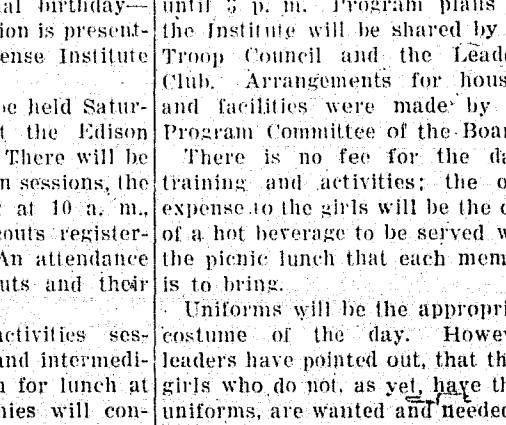 al birthday—
ion is present-
ense Institute
be held Satur-
t the Edison
There will be
n sessions, the
at 10 a. m.,
outs register-
An attendance
uts and their
activities ses-
and intermedi-
n for lunch at
nies will con-
until 3 p. m. Program plans
the Institute will be shared by
Troop Council and the Leade
Club. Arrangements for hous
and facilities were made by
Program Committee of the Boar
There is no fee for the da
training and activities; the o
expense to the girls will be the c
of a hot beverage to be served w
the picnic lunch that each mem
is to bring.
Uniforms will be the appropri
costume of the day. Howev
leaders have pointed out, that th
girls who do not, as yet, have th
uniforms, are wanted and needed